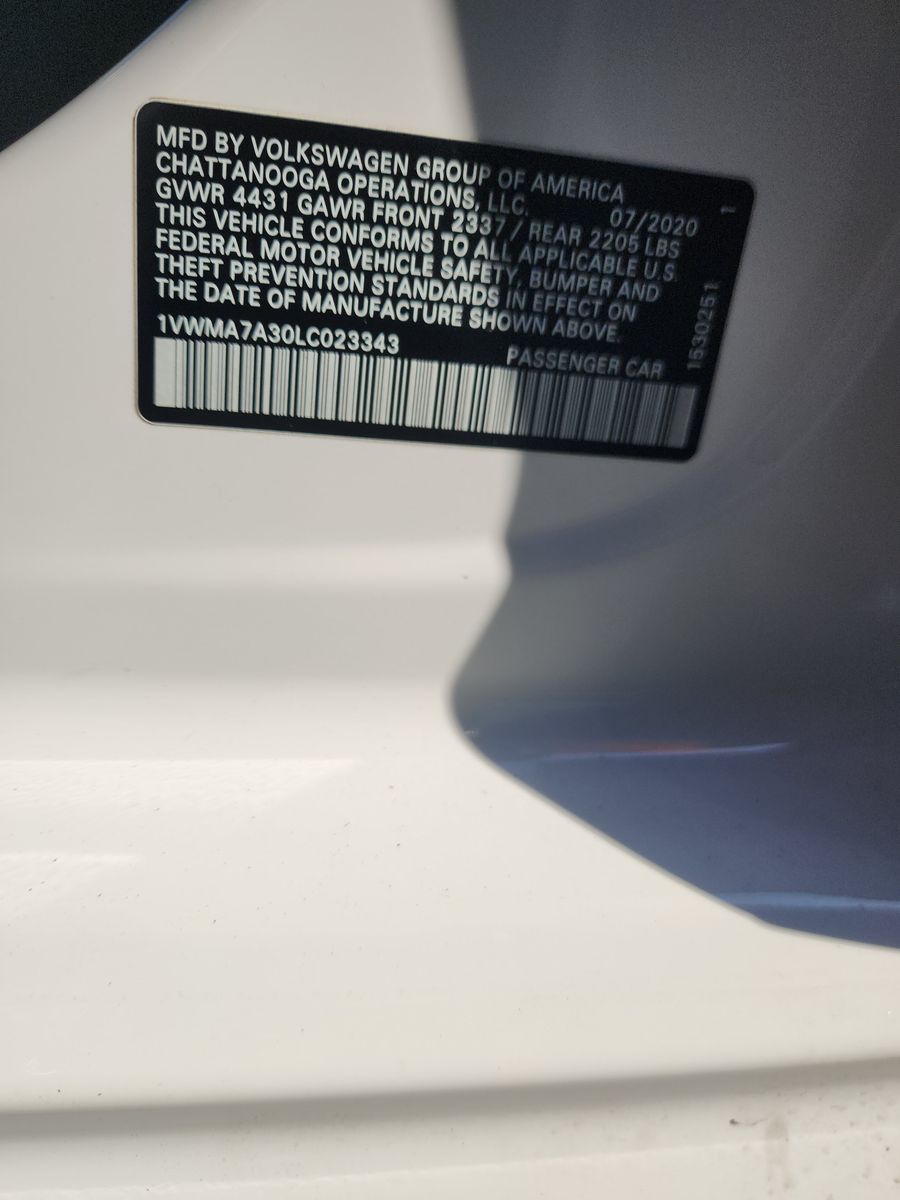 MFD BY VOLKSWAGEN GROUP OF AMERICA
CHATTANOOGA OPERATIONS, LLC. 07/2020 1
GVWR 4431 GAWR FRONT 2337 / REAR 2205 LBS
THIS VEHICLE CONFORMS TO ALL APPLICABLE U.S.
FEDERAL MOTOR VEHICLE SAFETY, BUMPER AND
THEFT PREVENTION STANDARDS IN EFFECT ON
THE DATE OF MANUFACTURE SHOWN ABOVE.
1VWMA7A30LC023343 PASSENGER CAR
1530251